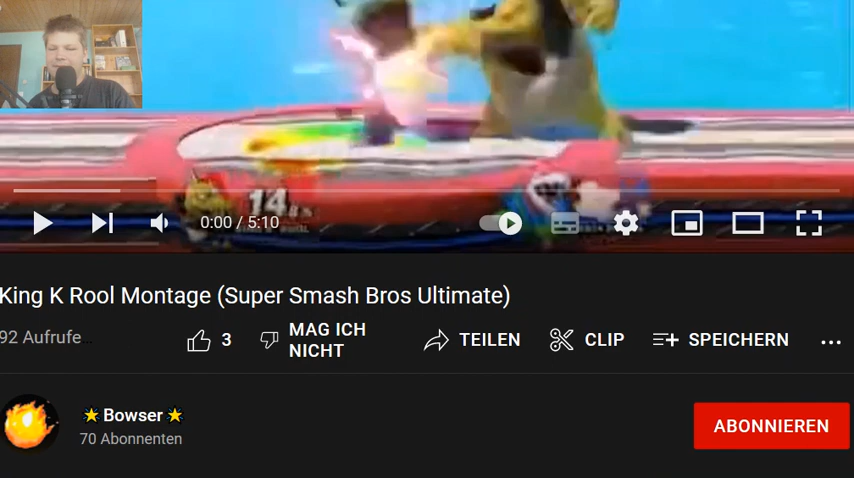 14.
0:00 / 5:10
King K Rool Montage (Super Smash Bros Ultimate)
92 Aufrufe
3
MAG ICH
NICHT
TEILEN
CLIP
SPEICHERN
...
⭐Bowser⭐
70 Abonnenten
ABONNIEREN